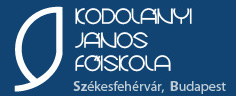 KODOLÁNYI
JÁNOS
FŐISKOLA
Székesfehérvár, Budapest